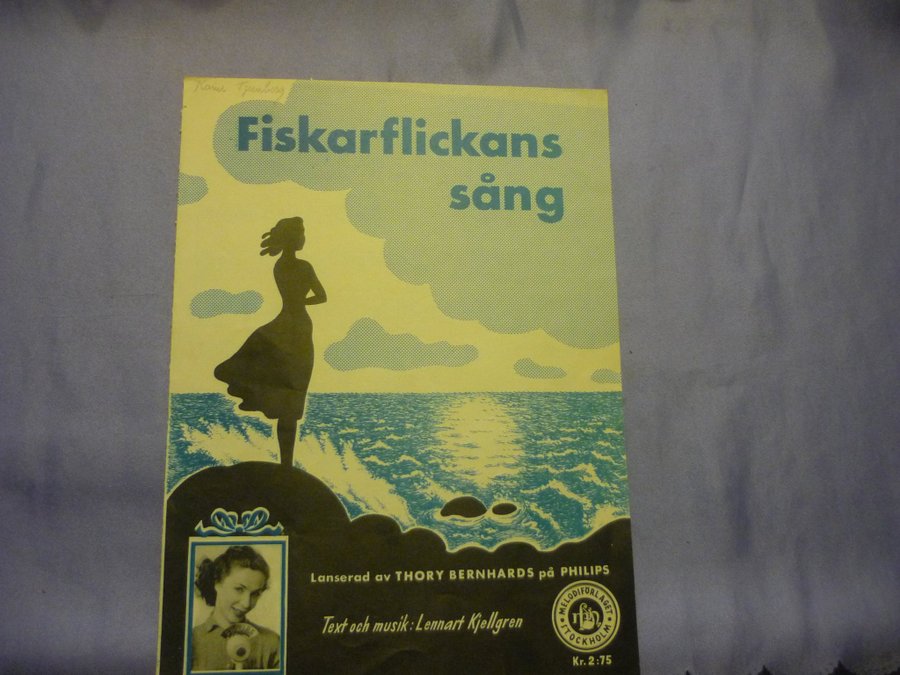 Fiskarflickans
sång
Lanserad av THORY BERNHARDS på PHILIPS
Text och musik: Lennart Kjellgren
MELODIFÖRLAGET
STOCKHOLM
Kr. 2:75